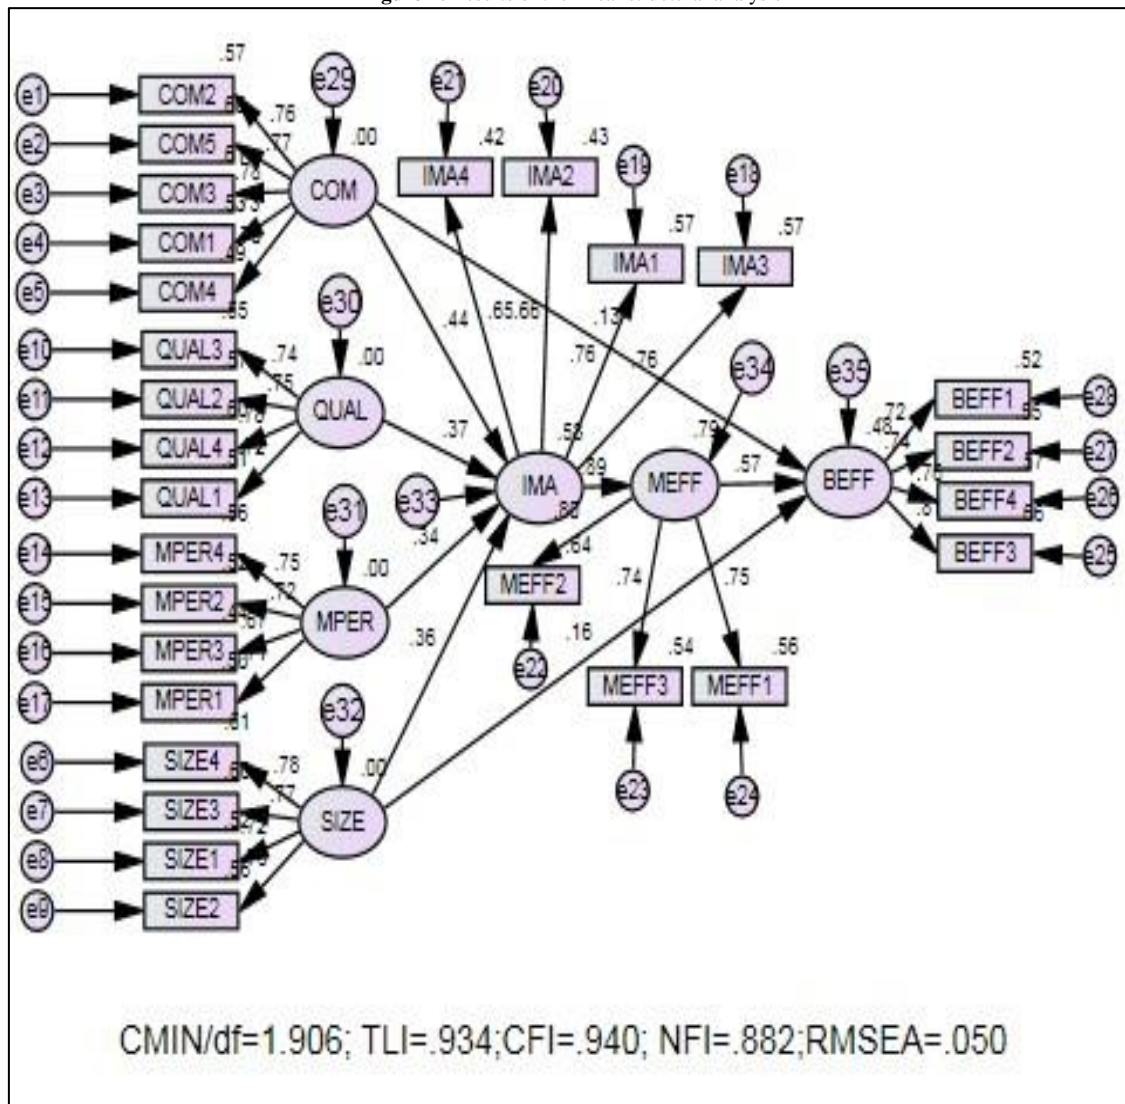 e1 COM2 .57
e2 COM5 .76
e3 COM3 .77
e4 COM1
e5 COM4
e29 .00
COM
e21 .42
IMA4
e20 .43
IMA2
e19 .57
IMA1
e18 .57
IMA3
e10 QUAL3 .74
e11 QUAL2 .75
e12 QUAL4
e13 QUAL1
e30 .00
QUAL
.44
.65
.66
.13
.76
.76
.37
e33
.34
.36
IMA
.89
.79
e34
MEFF
.57
e35
.48
BEFF
.52
BEFF1 e28
.72
BEFF2 e27
BEFF4 e26
BEFF3 e25
e14 MPER4 .75
e15 MPER2 .72
e16 MPER3
e17 MPER1
e31 .00
MPER
.64
MEFF2
e22
.74
.75
.16
.54
MEFF3
e23
.56
MEFF1
e24
e6 SIZE4 .78
e7 SIZE3 .77
e8 SIZE1
e9 SIZE2
e32 .00
SIZE
CMIN/df=1.906; TLI=.934;CFI=.940; NFI=.882;RMSEA=.050